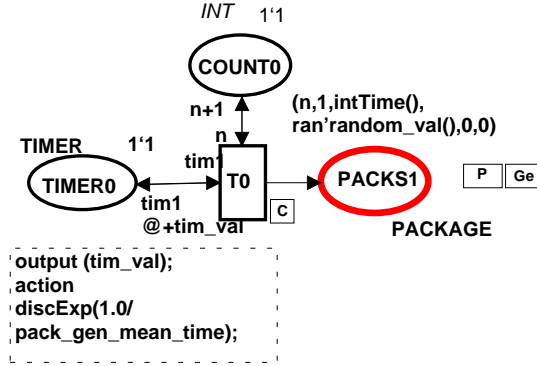 INT 1'1
COUNT0
n+1
n
(n,1,intTime(),
ran'random_val(),0,0)
TIMER
1'1
tim1
TIMER0
T0
PACKS1
P
Ge
C
tim1
@+tim_val
PACKAGE
output (tim_val);
action
discExp(1.0/
pack_gen_mean_time);